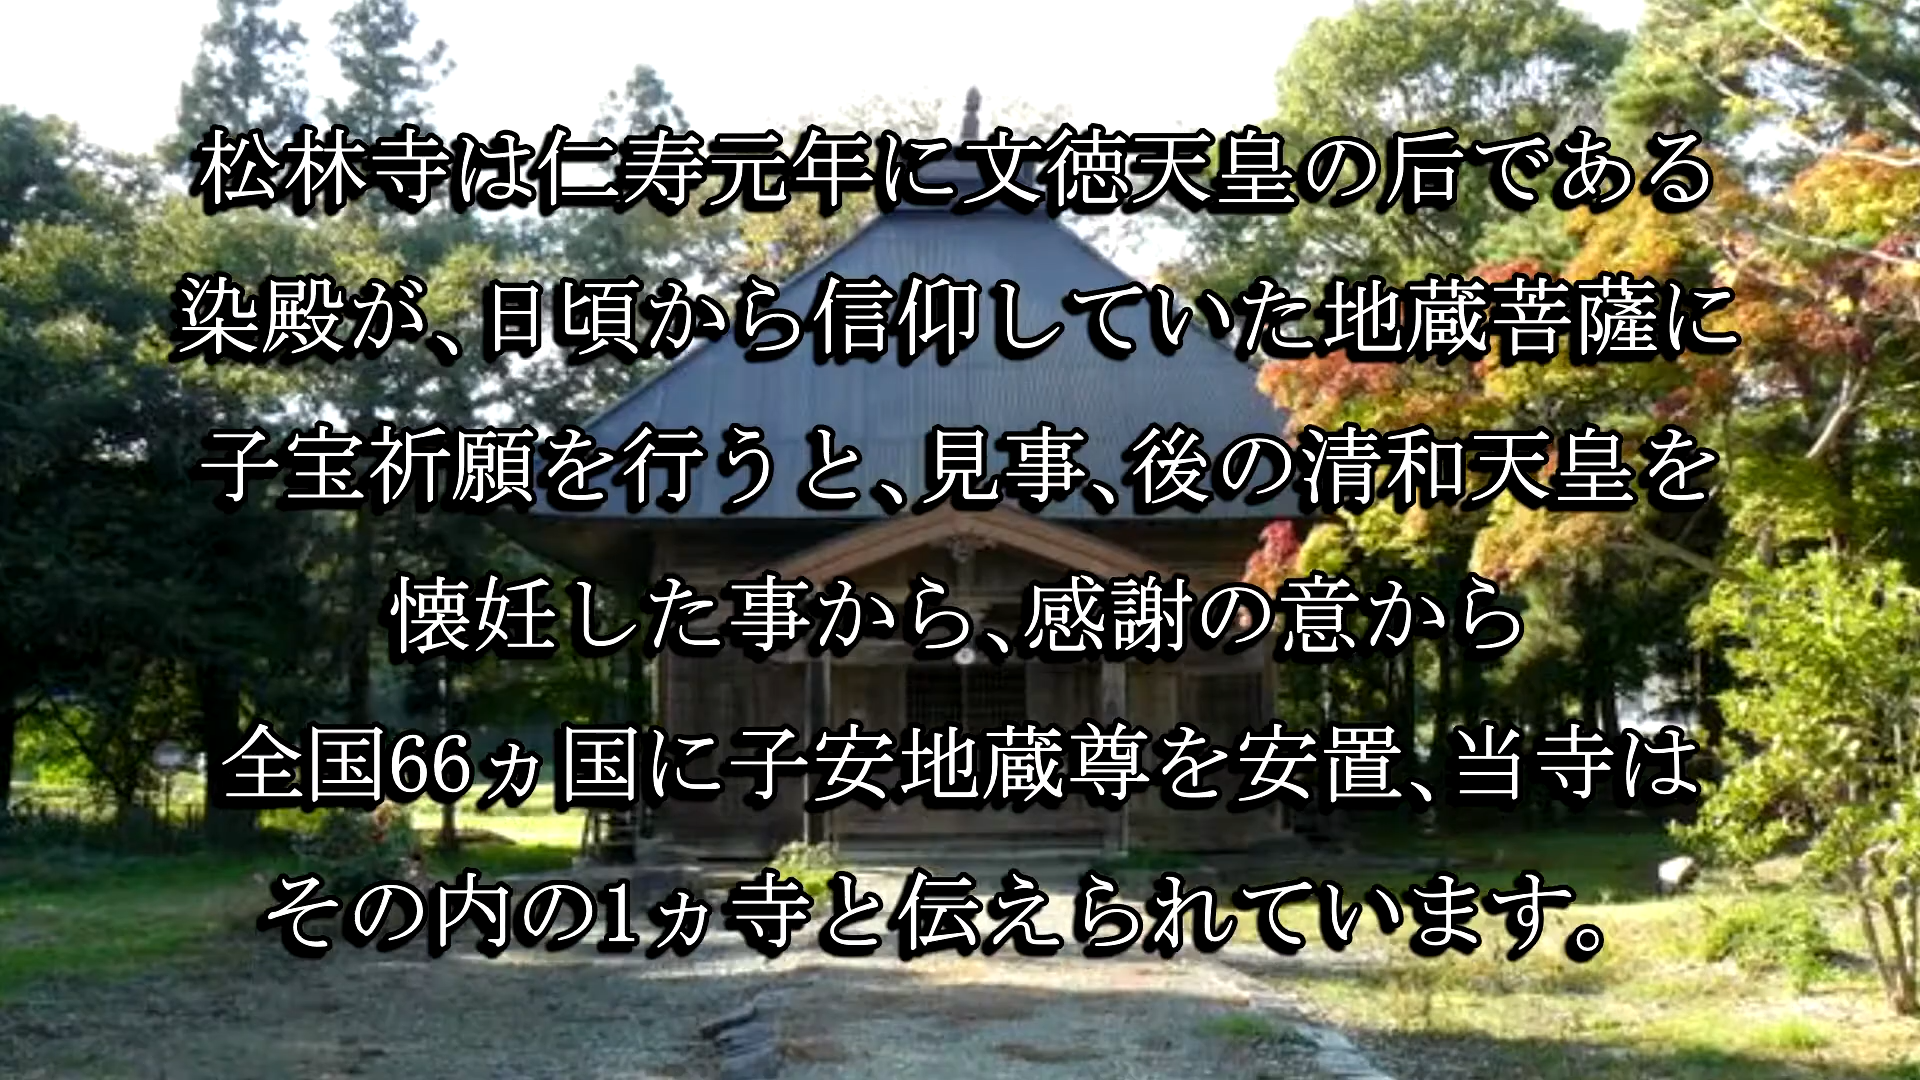 松林寺は仁寿元年に文徳天皇の后である
染殿が、日頃から信仰していた地蔵菩薩に
子宝祈願を行うと、見事、後の清和天皇を
懐妊した事から、感謝の意から
全国66ヵ国に子安地蔵尊を安置、当寺は
その内の1ヵ寺と伝えられています。